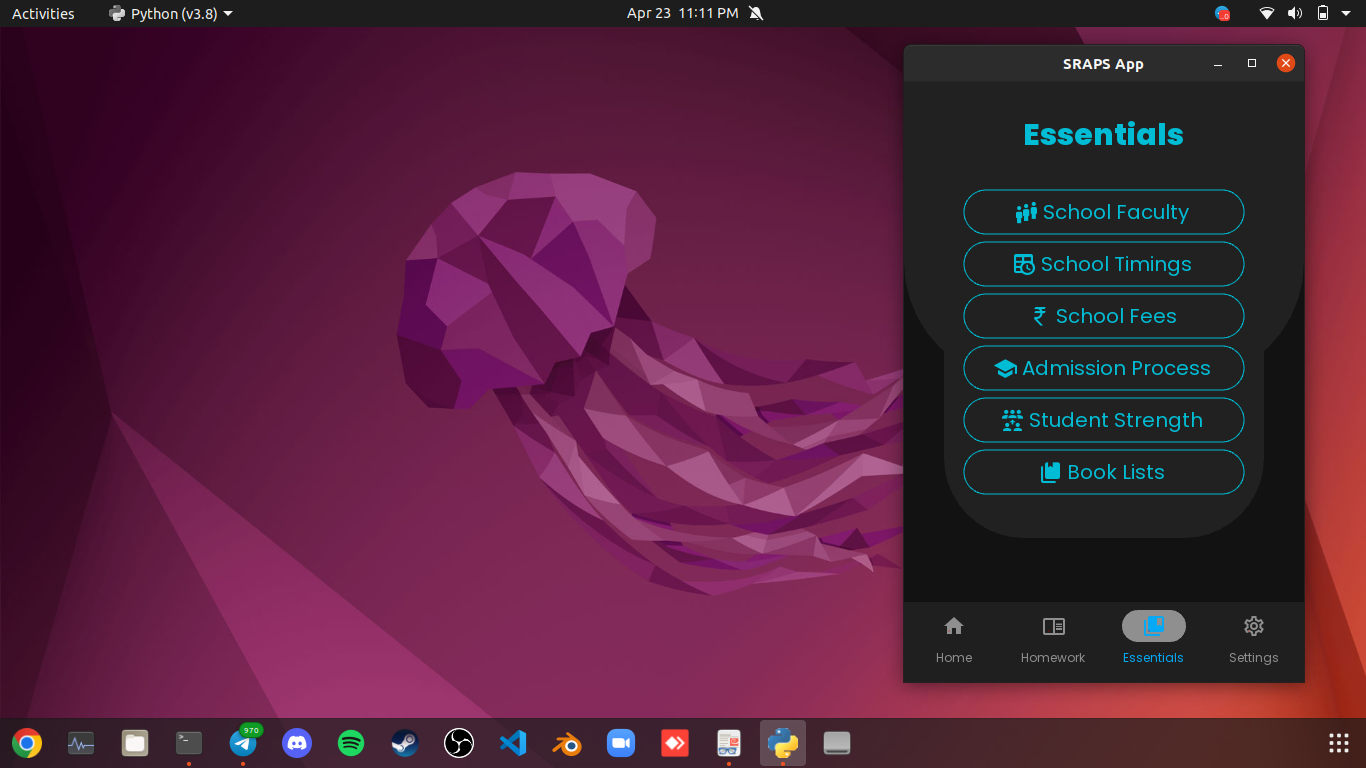 Activities
Python (v3.8)
Apr 23 11:11 PM
SRAPS App
Essentials
School Faculty
School Timings
₹ School Fees
Admission Process
Student Strength
Book Lists
Home
Homework
Essentials
Settings
>_
970